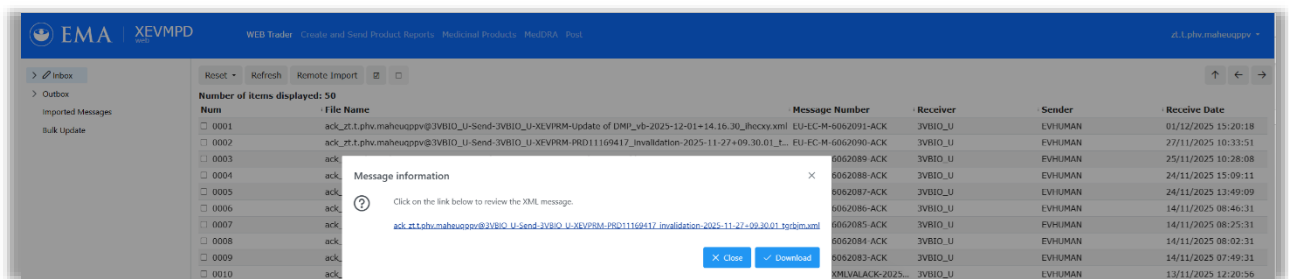 EMA XEVMPD web WEB Trader Create and Send Product Reports Medicinal Products MedDRA Post zt.t.phv.maheuqppv
Inbox Reset Refresh Remote Import
Outbox
Number of items displayed: 50
Imported Messages Num File Name Message Number Receiver Sender Receive Date
Bulk Update 0001 ack_zt.t.phv.maheuqppv@3VBIO_U-Send-3VBIO_U-XEVPRM-Update of DMP_vb-2025-12-01+14.16.30_lhecxy.xml EU-EC-M-6062091-ACK 3VBIO_U EVHUMAN 01/12/2025 15:20:18
0002 ack_zt.t.phv.maheuqppv@3VBIO_U-Send-3VBIO_U-XEVPRM-PRD11169417_invalidation-2025-11-27+09.30.01_t... EU-EC-M-6062090-ACK 3VBIO_U EVHUMAN 27/11/2025 10:33:51
0003 ack_ 6062089-ACK 3VBIO_U EVHUMAN 25/11/2025 10:28:08
0004 ack_ Message information 6062088-ACK 3VBIO_U EVHUMAN 24/11/2025 15:09:11
0005 ack_ 6062087-ACK 3VBIO_U EVHUMAN 24/11/2025 13:49:09
0006 ack_ Click on the link below to review the XML message. 6062086-ACK 3VBIO_U EVHUMAN 14/11/2025 08:46:31
0007 ack_ ack_zt.t.phv.maheuqppv@3VBIO_U-Send-3VBIO_U-XEVPRM-PRD11169417_invalidation-2025-11-27+09.30.01_tgrbjm.xml 6062085-ACK 3VBIO_U EVHUMAN 14/11/2025 08:25:31
0008 ack_ 6062084-ACK 3VBIO_U EVHUMAN 14/11/2025 08:02:31
0009 ack_ Close Download 6062083-ACK 3VBIO_U EVHUMAN 14/11/2025 07:49:31
0010 ack_ XMLVALACK-2025... 3VBIO_U EVHUMAN 13/11/2025 12:20:56